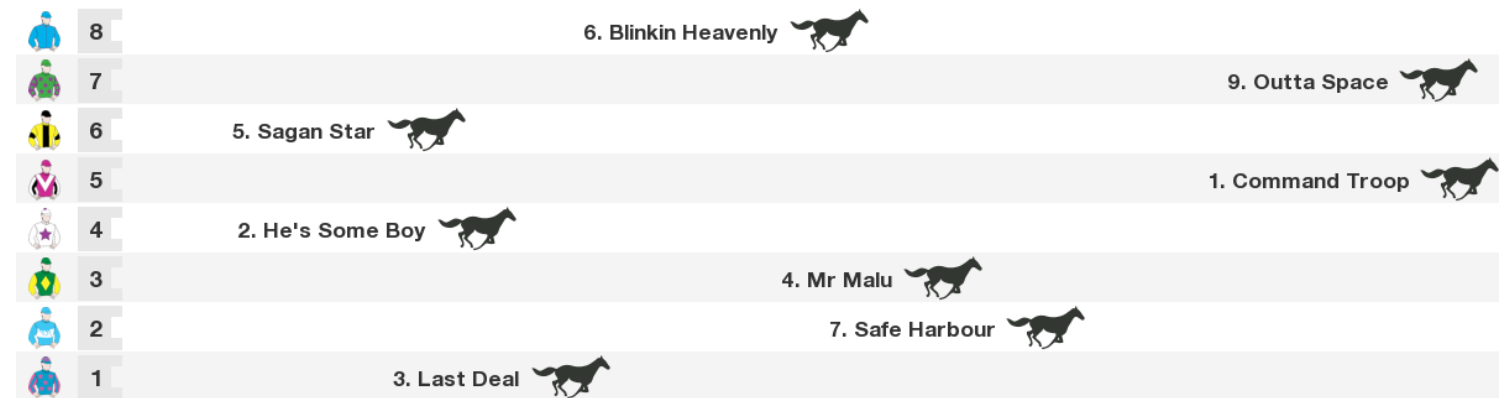 8 6. Blinkin Heavenly
7 9. Outta Space
6 5. Sagan Star
5 1. Command Troop
4 2. He's Some Boy
3 4. Mr Malu
2 7. Safe Harbour
1 3. Last Deal